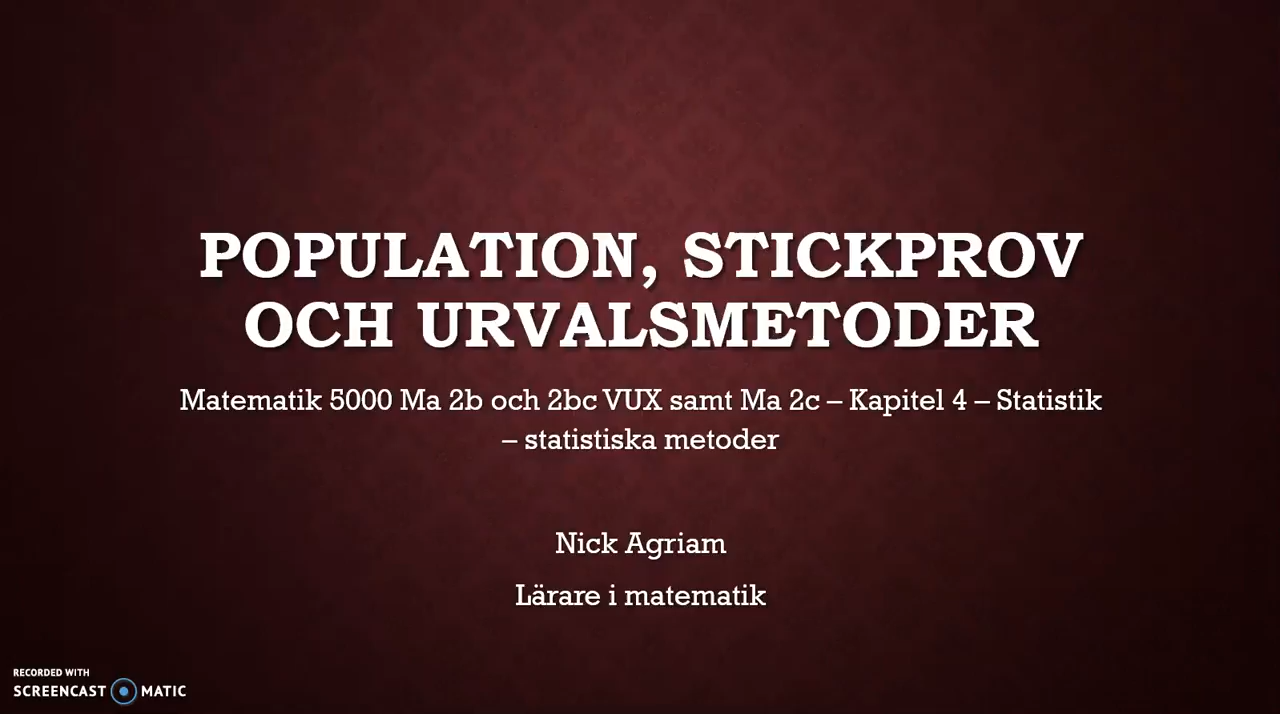 POPULATION, STICKPROV
OCH URVALSMETODER
Matematik 5000 Ma 2b och 2bc VUX samt Ma 2c – Kapitel 4 – Statistik
– statistiska metoder
Nick Agriam
Lärare i matematik
RECORDED WITH
SCREENCAST MATIC